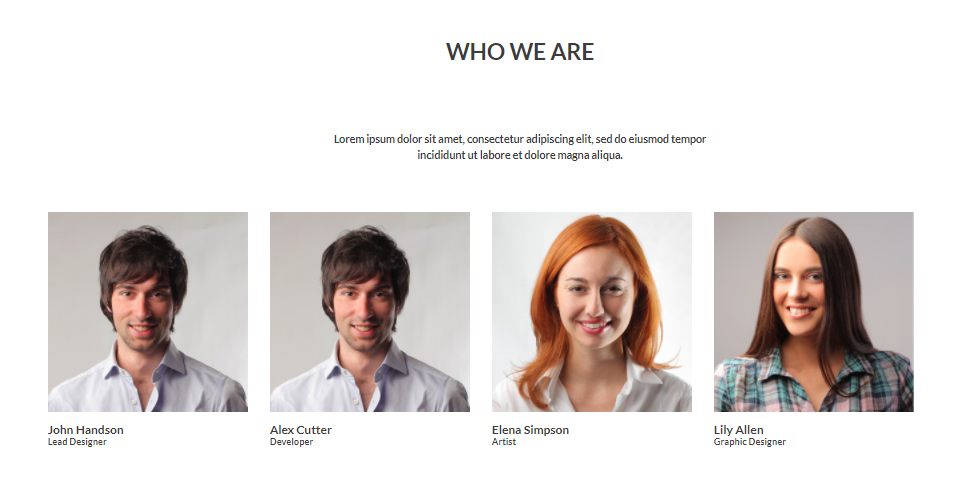 WHO WE ARE
Lorem ipsum dolor sit amet, consectetur adipiscing elit, sed do eiusmod tempor
incididunt ut labore et dolore magna aliqua.
John Handson
Lead Designer
Alex Cutter
Developer
Elena Simpson
Artist
Lily Allen
Graphic Designer